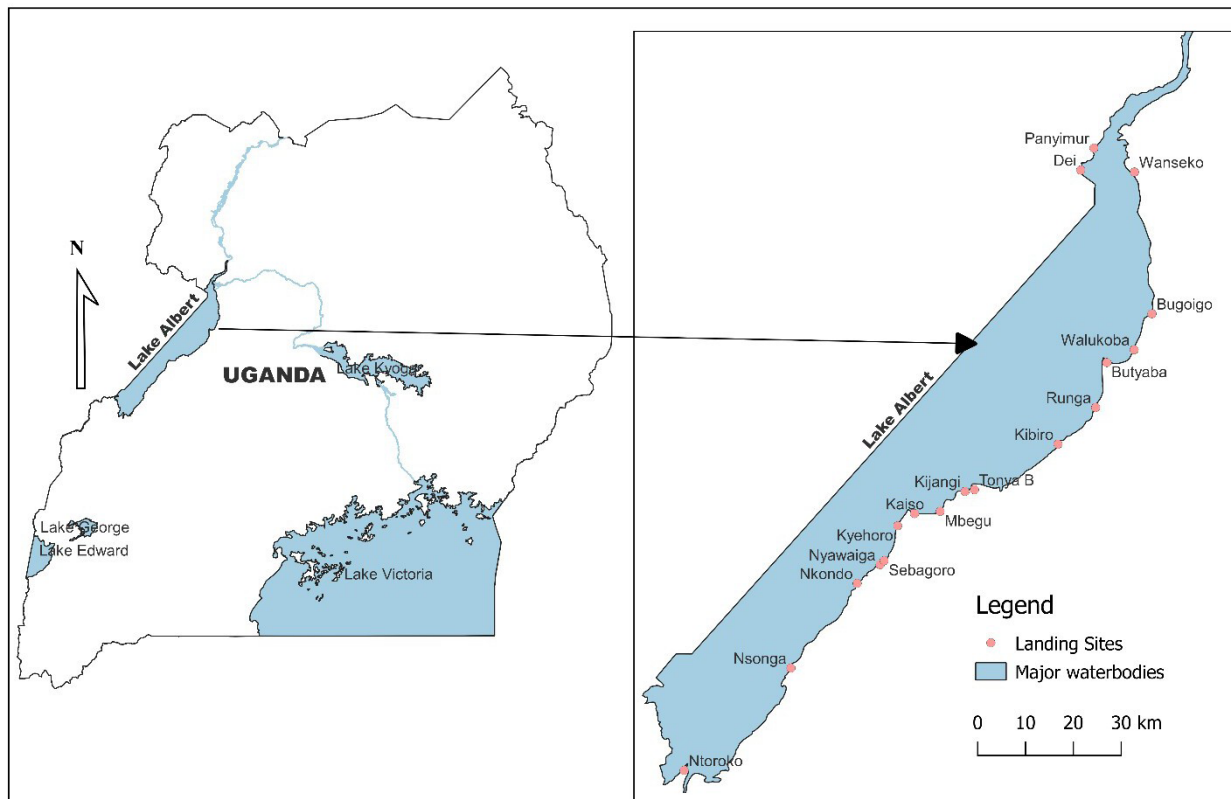 N
Lake Albert
UGANDA
Lake Kyoga
Lake George
Lake Edward
Lake Victoria
Panyimur
Dei
Wanseko
Bugoigo
Walukoba
Butyaba
Runga
Lake Albert
Kibiro
Kijangi
Tonya B
Kaiso
Mbegu
Kyehoro
Nyawaiga
Sebagoro
Nkondo
Nsonga
Ntoroko
Legend
Landing Sites
Major waterbodies
0 10 20 30 km